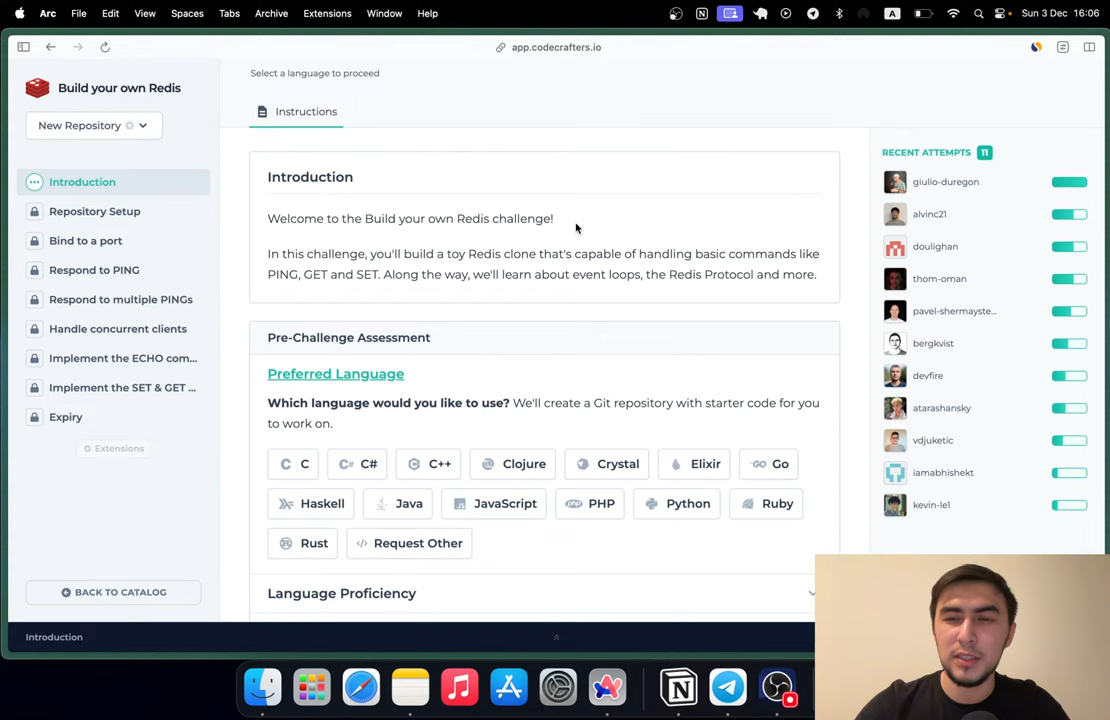 Arc File Edit View Spaces Tabs Archive Extensions Window Help
A Sun 3 Dec 16:06
app.codecrafters.io
Build your own Redis
New Repository
Introduction
Repository Setup
Bind to a port
Respond to PING
Respond to multiple PINGs
Handle concurrent clients
Implement the ECHO com...
Implement the SET & GET ...
Expiry
Extensions
BACK TO CATALOG
Introduction
Select a language to proceed
Instructions
Introduction
Welcome to the Build your own Redis challenge!
In this challenge, you'll build a toy Redis clone that's capable of handling basic commands like
PING, GET and SET. Along the way, we'll learn about event loops, the Redis Protocol and more.
Pre-Challenge Assessment
Preferred Language
Which language would you like to use? We'll create a Git repository with starter code for you
to work on.
C C# C++ Clojure Crystal Elixir Go
Haskell Java JavaScript PHP Python Ruby
Rust Request Other
Language Proficiency
RECENT ATTEMPTS 11
giulio-duregon
alvinc21
doulighan
thom-oman
pavel-shermayste...
bergkvist
devfire
atarashansky
vdjuketic
iamabhishekt
kevin-le1